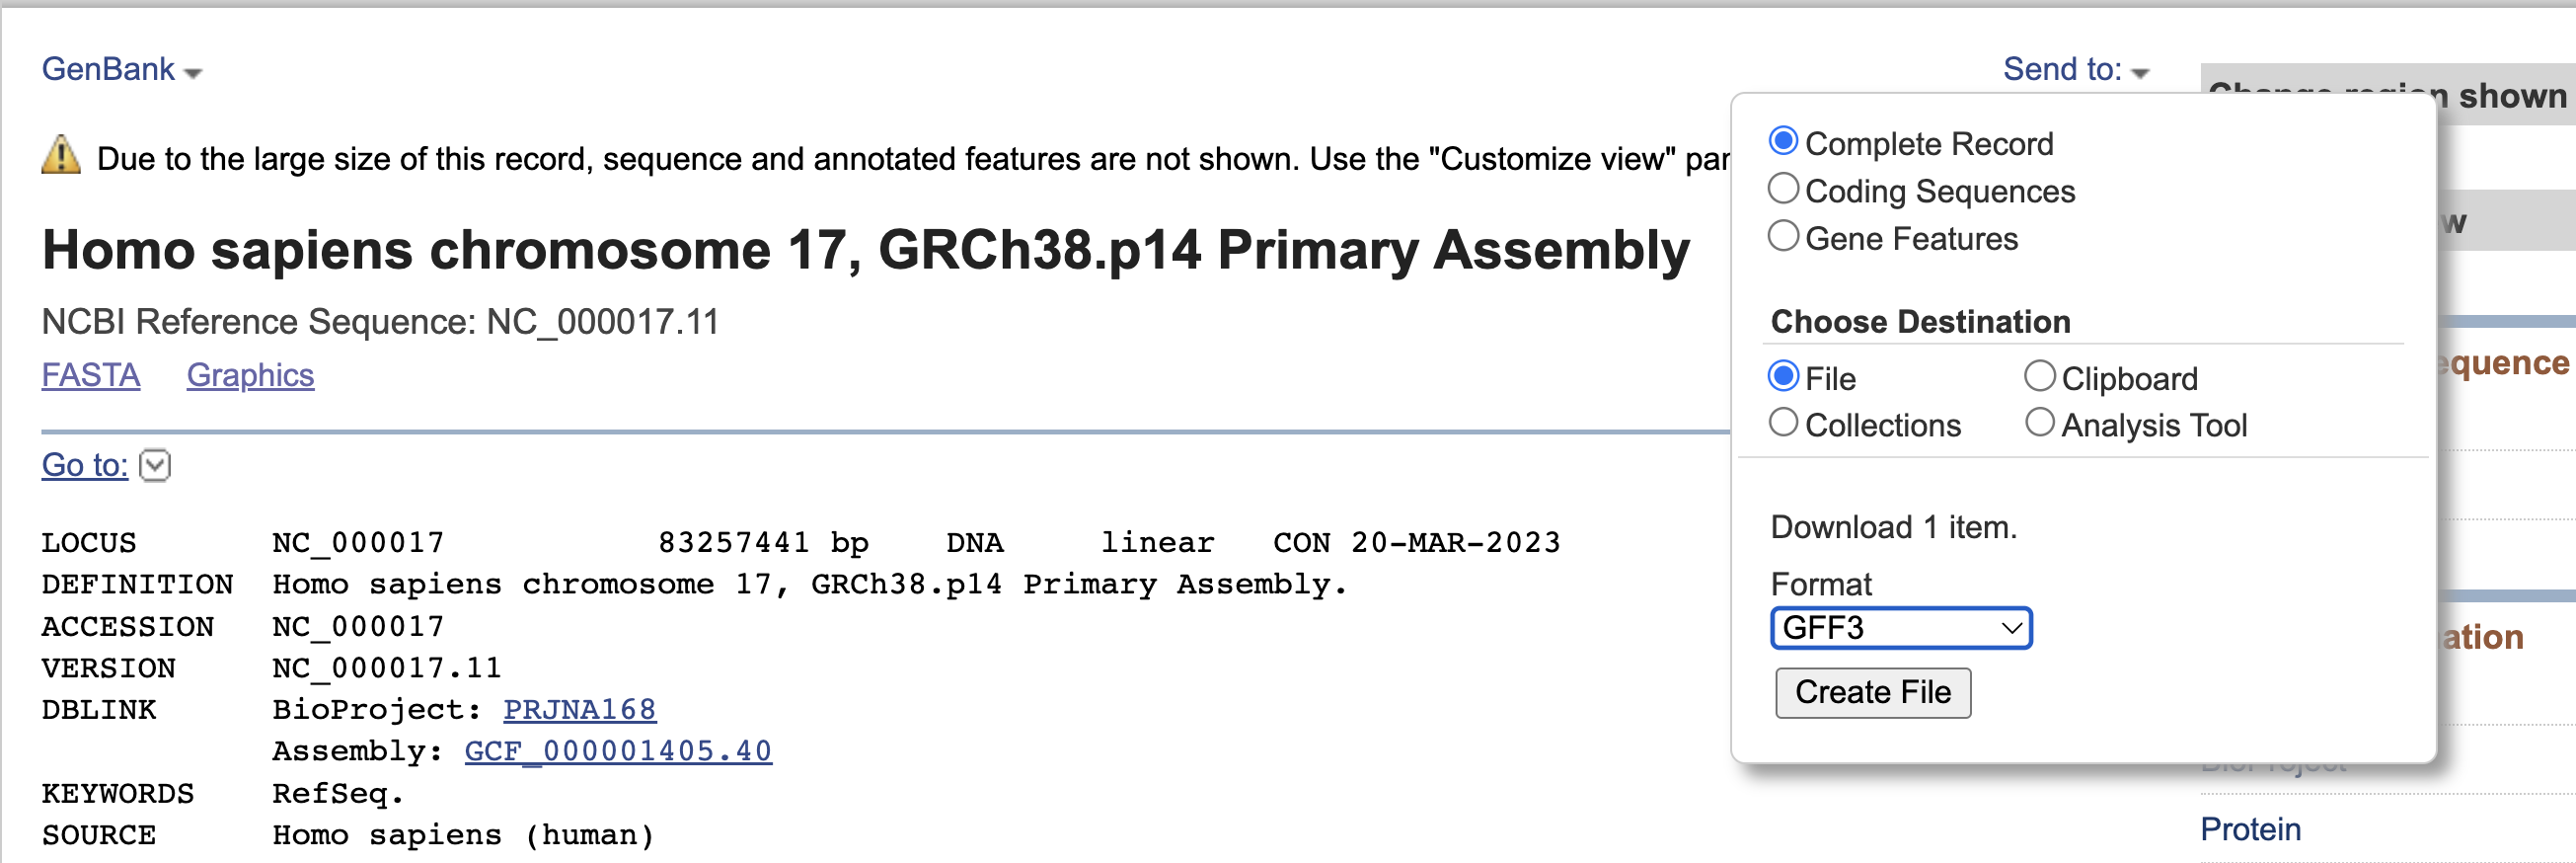 GenBank
Send to:
Change region shown
Due to the large size of this record, sequence and annotated features are not shown. Use the "Customize view"
Homo sapiens chromosome 17, GRCh38.p14 Primary Assembly
NCBI Reference Sequence: NC_000017.11
FASTA Graphics
Go to:
LOCUS NC_000017 83257441 bp DNA linear CON 20-MAR-2023
DEFINITION Homo sapiens chromosome 17, GRCh38.p14 Primary Assembly.
ACCESSION NC_000017
VERSION NC_000017.11
DBLINK BioProject: PRJNA168
Assembly: GCF_000001405.40
KEYWORDS RefSeq.
SOURCE Homo sapiens (human)
Complete Record
Coding Sequences
Gene Features
Choose Destination
File Clipboard
Collections Analysis Tool
Download 1 item.
Format
GFF3
Create File
Protein